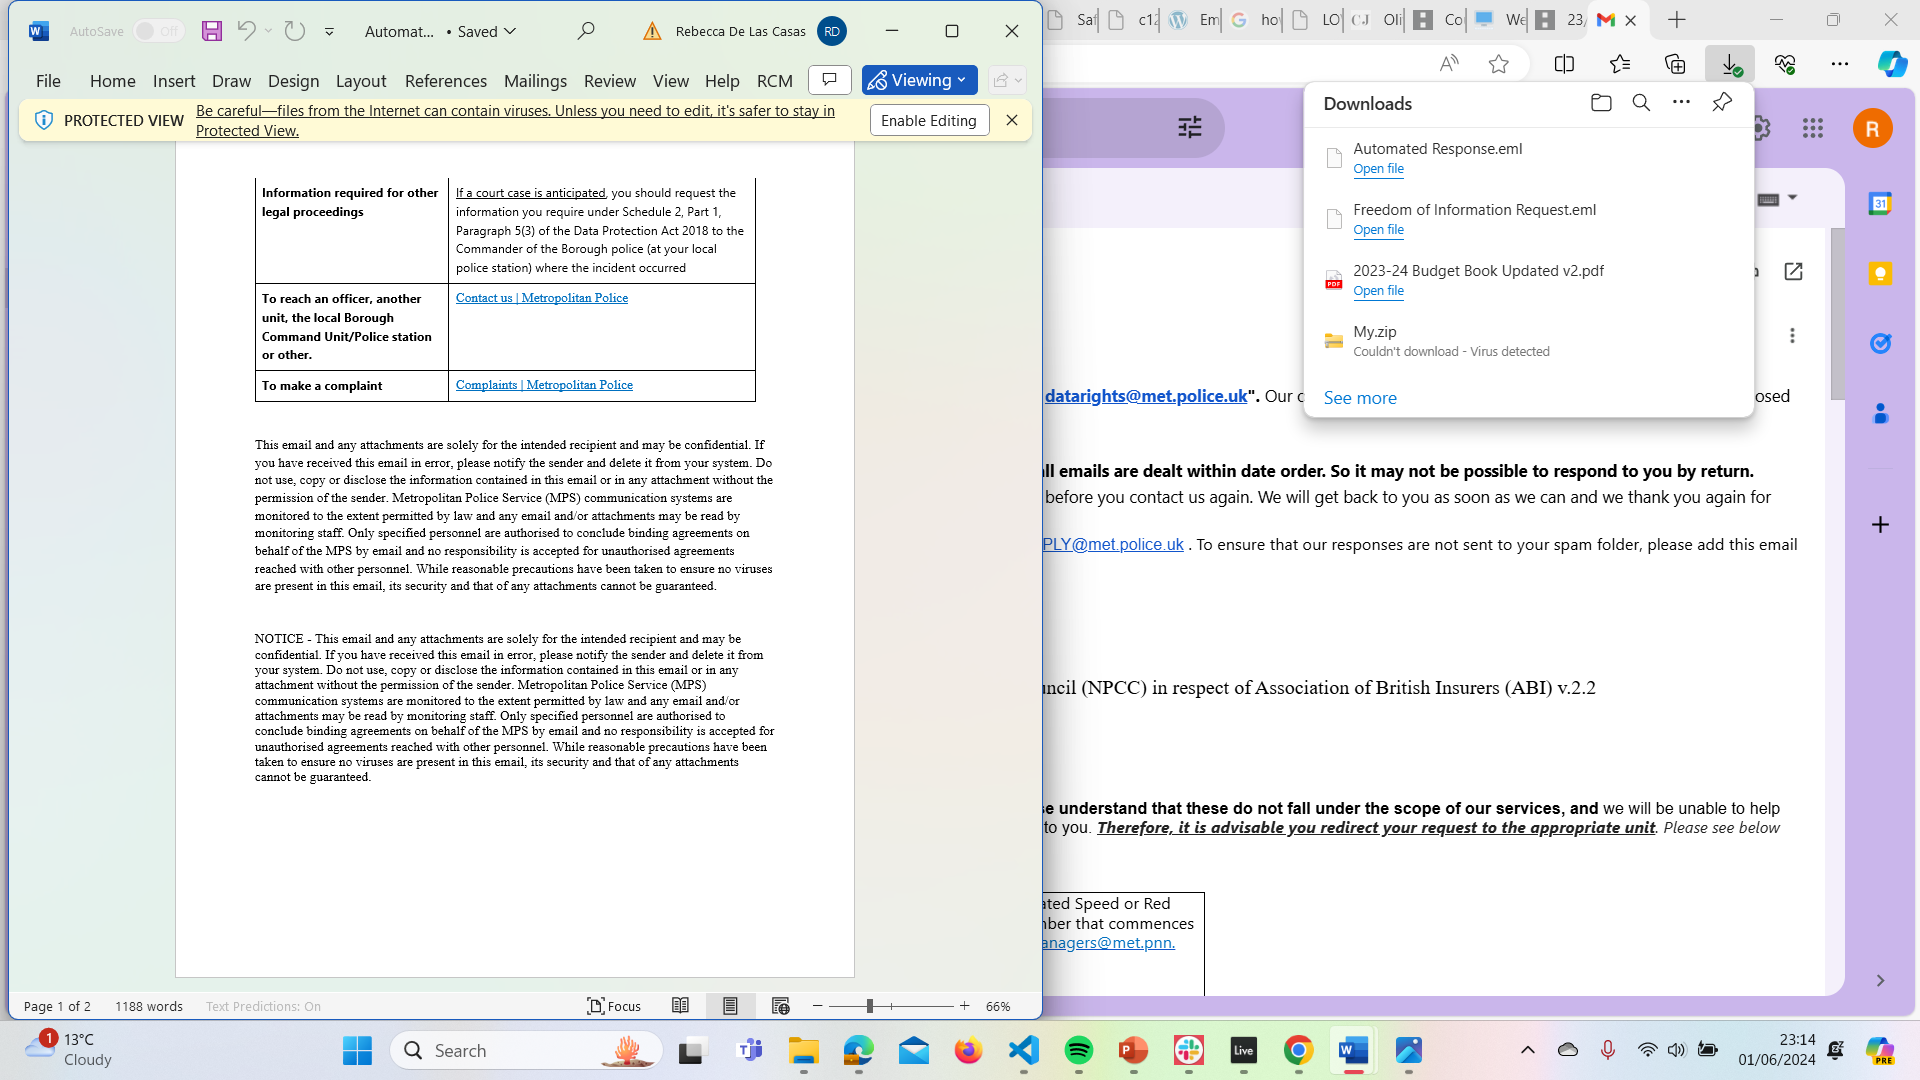 AutoSave Off Automat... • Saved Rebecca De Las Casas RD
File Home Insert Draw Design Layout References Mailings Review View Help RCM Viewing
PROTECTED VIEW Be careful—files from the Internet can contain viruses. Unless you need to edit, it's safer to stay in Protected View. Enable Editing
Information required for other legal proceedings
If a court case is anticipated, you should request the
information you require under Schedule 2, Part 1,
Paragraph 5(3) of the Data Protection Act 2018 to the
Commander of the Borough police (at your local
police station) where the incident occurred
To reach an officer, another
unit, the local Borough
Command Unit/Police station
or other.
Contact us | Metropolitan Police
To make a complaint
Complaints | Metropolitan Police
This email and any attachments are solely for the intended recipient and may be confidential. If
you have received this email in error, please notify the sender and delete it from your system. Do
not use, copy or disclose the information contained in this email or in any attachment without the
permission of the sender. Metropolitan Police Service (MPS) communication systems are
monitored to the extent permitted by law and any email and/or attachments may be read by
monitoring staff. Only specified personnel are authorised to conclude binding agreements on
behalf of the MPS by email and no responsibility is accepted for unauthorised agreements
reached with other personnel. While reasonable precautions have been taken to ensure no viruses
are present in this email, its security and that of any attachments cannot be guaranteed.
NOTICE - This email and any attachments are solely for the intended recipient and may be
confidential. If you have received this email in error, please notify the sender and delete it from
your system. Do not use, copy or disclose the information contained in this email or in any
attachment without the permission of the sender. Metropolitan Police Service (MPS)
communication systems are monitored to the extent permitted by law and any email and/or
attachments may be read by monitoring staff. Only specified personnel are authorised to
conclude binding agreements on behalf of the MPS by email and no responsibility is accepted for
unauthorised agreements reached with other personnel. While reasonable precautions have been
taken to ensure no viruses are present in this email, its security and that of any attachments
cannot be guaranteed.
Page 1 of 2 1188 words Text Predictions: On Focus 66%
Saf c12 Em hov LOV CJ Oli Co We 23/
Downloads
Automated Response.eml
Open file
Freedom of Information Request.eml
Open file
2023-24 Budget Book Updated v2.pdf
Open file
My.zip
Couldn't download - Virus detected
See more
R
31
datarights@met.police.uk". Our osed
all emails are dealt within date order. So it may not be possible to respond to you by return.
before you contact us again. We will get back to you as soon as we can and we thank you again for
PLY@met.police.uk . To ensure that our responses are not sent to your spam folder, please add this email
uncil (NPCC) in respect of Association of British Insurers (ABI) v.2.2
se understand that these do not fall under the scope of our services, and we will be unable to help
to you. Therefore, it is advisable you redirect your request to the appropriate unit. Please see below
ated Speed or Red
nber that commences
anagers@met.pnn.
1 13°C
Cloudy
Search
Live
PRE
23:14
01/06/2024